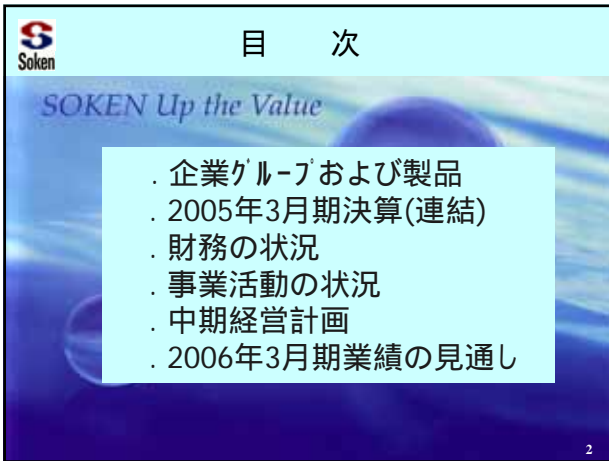 Soken
目　次
SOKEN Up the Value
. 企業ｸﾞﾙｰﾌﾟおよび製品
. 2005年3月期決算(連結)
. 財務の状況
. 事業活動の状況
. 中期経営計画
. 2006年3月期業績の見通し
2